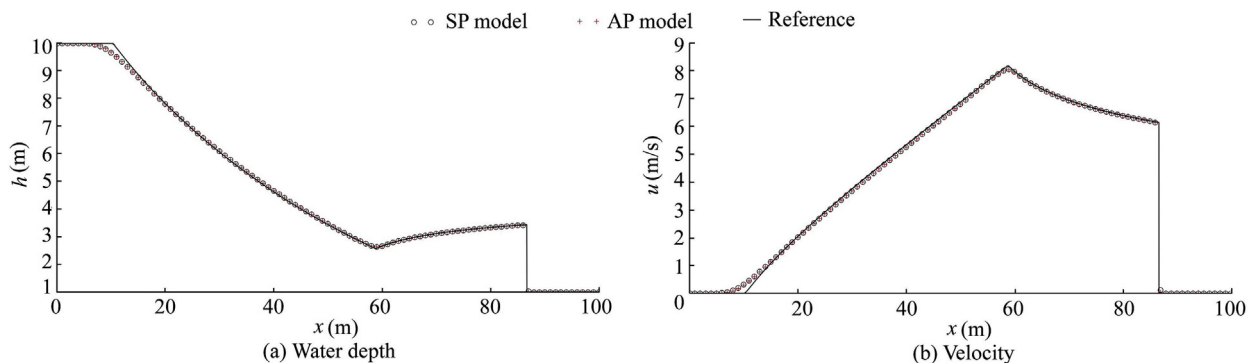 SP model AP model Reference
10
9
8
7
6
5
4
3
2
1
h (m)
0 20 40 60 80 100
x (m)
(a) Water depth
9
8
7
6
5
4
3
2
1
0
u (m/s)
20 40 60 80 100
x (m)
(b) Velocity